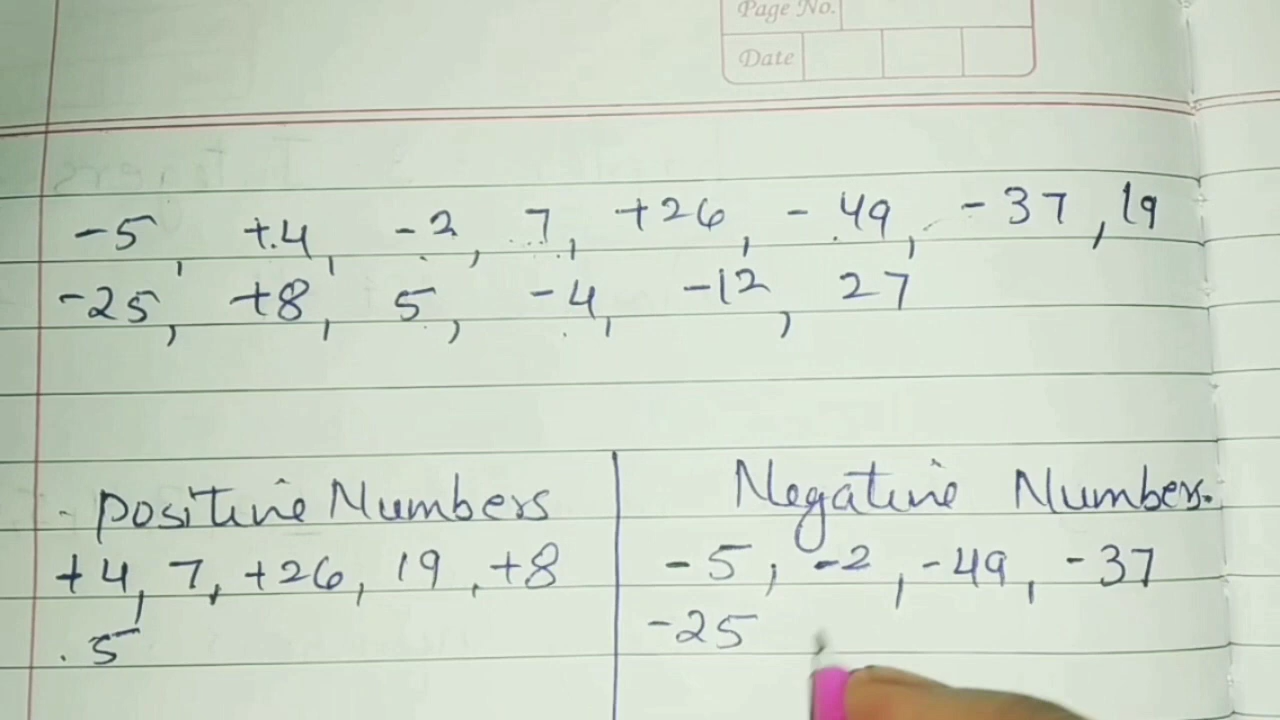 Page No.
Date
-5, +4, -2, 7, +26, -49, -37, 19
-25, +8, 5, -4, -12, 27
Positive Numbers
+4, 7, +26, 19, +8
5
Negative Numbers.
-5, -2, -49, -37
-25